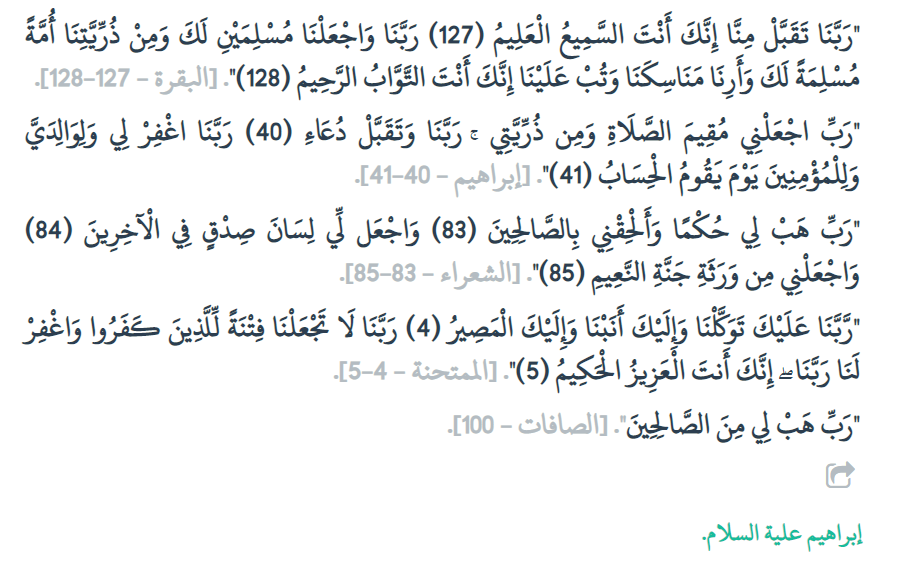 "رَبَّنَا تَقَبَّلْ مِنَّا إِنَّكَ أَنْتَ السَّمِيعُ الْعَلِيمُ (127) رَبَّنَا وَاجْعَلْنَا مُسْلِمَيْنِ لَكَ وَمِنْ ذُرِّيَّتِنَا أُمَّةً
مُسْلِمَةً لَكَ وَأَرِنَا مَنَاسِكَنَا وَتُبْ عَلَيْنَا إِنَّكَ أَنْتَ التَّوَّابُ الرَّحِيمُ (128)". [البقرة – 127–128].
"رَبِّ اجْعَلْنِي مُقِيمَ الصَّلَاةِ وَمِن ذُرِّيَّتِي ۚ رَبَّنَا وَتَقَبَّلْ دُعَاءِ (40) رَبَّنَا اغْفِرْ لِي وَلِوَالِدَيَّ
وَلِلْمُؤْمِنِينَ يَوْمَ يَقُومُ الْحِسَابُ (41)". [إبراهيم – 40–41].
"رَبِّ هَبْ لِي حُكْمًا وَأَلْحِقْنِي بِالصَّالِحِينَ (83) وَاجْعَل لِّي لِسَانَ صِدْقٍ فِي الْآخِرِينَ (84)
وَاجْعَلْنِي مِن وَرَثَةِ جَنَّةِ النَّعِيمِ (85)". [الشعراء – 83–85].
"رَّبَّنَا عَلَيْكَ تَوَكَّلْنَا وَإِلَيْكَ أَنَبْنَا وَإِلَيْكَ الْمَصِيرُ (4) رَبَّنَا لَا تَجْعَلْنَا فِتْنَةً لِّلَّذِينَ كَفَرُوا وَاغْفِرْ
لَنَا رَبَّنَا ۖ إِنَّكَ أَنتَ الْعَزِيزُ الْحَكِيمُ (5)". [الممتحنة – 4–5].
"رَبِّ هَبْ لِي مِنَ الصَّالِحِينَ". [الصافات – 100].
إبراهيم علية السلام.